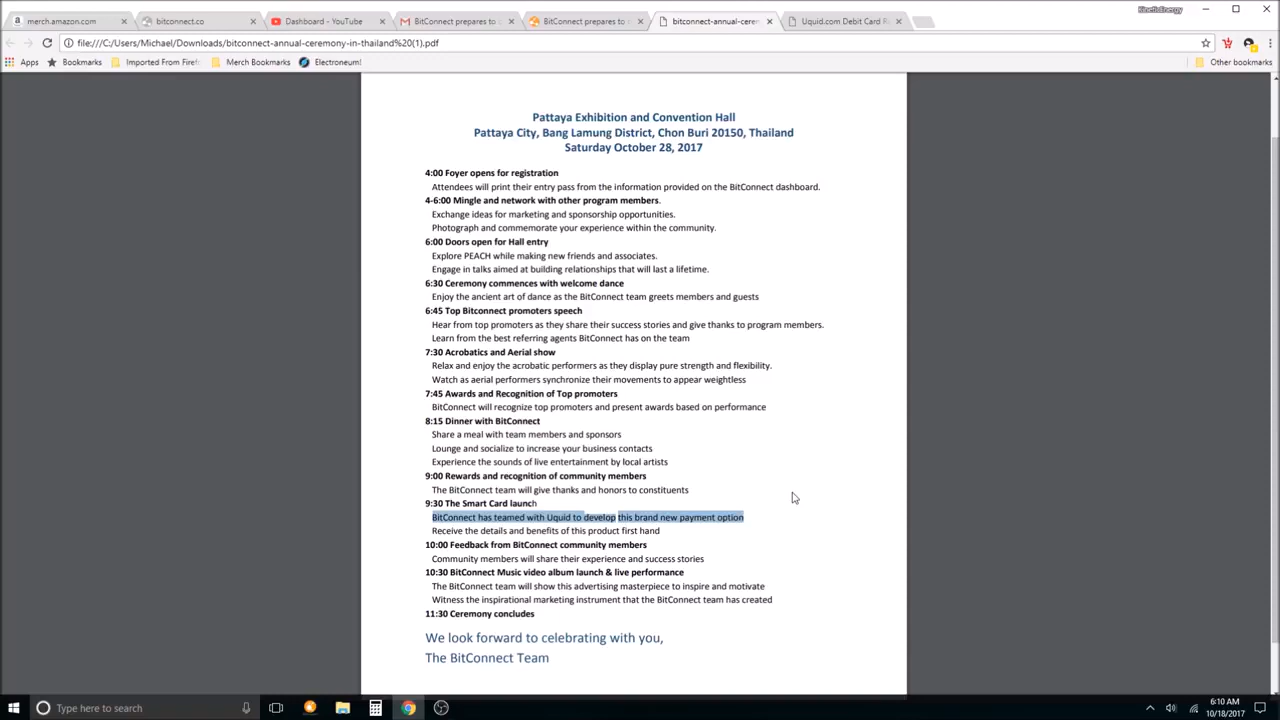 KineticEnergy
merch.amazon.com
bitconnect.co
Dashboard - YouTube
BitConnect prepares to c
BitConnect prepares to c
bitconnect-annual-cerem
Uquid.com Debit Card R
file:///C:/Users/Michael/Downloads/bitconnect-annual-ceremony-in-thailand%20(1).pdf
Apps
Bookmarks
Imported From Firef
Merch Bookmarks
Electroneum!
Other bookmarks
Pattaya Exhibition and Convention Hall
Pattaya City, Bang Lamung District, Chon Buri 20150, Thailand
Saturday October 28, 2017
4:00 Foyer opens for registration
Attendees will print their entry pass from the information provided on the BitConnect dashboard.
4-6:00 Mingle and network with other program members.
Exchange ideas for marketing and sponsorship opportunities.
Photograph and commemorate your experience within the community.
6:00 Doors open for Hall entry
Explore PEACH while making new friends and associates.
Engage in talks aimed at building relationships that will last a lifetime.
6:30 Ceremony commences with welcome dance
Enjoy the ancient art of dance as the BitConnect team greets members and guests
6:45 Top Bitconnect promoters speech
Hear from top promoters as they share their success stories and give thanks to program members.
Learn from the best referring agents BitConnect has on the team
7:30 Acrobatics and Aerial show
Relax and enjoy the acrobatic performers as they display pure strength and flexibility.
Watch as aerial performers synchronize their movements to appear weightless
7:45 Awards and Recognition of Top promoters
BitConnect will recognize top promoters and present awards based on performance
8:15 Dinner with BitConnect
Share a meal with team members and sponsors
Lounge and socialize to increase your business contacts
Experience the sounds of live entertainment by local artists
9:00 Rewards and recognition of community members
The BitConnect team will give thanks and honors to constituents
9:30 The Smart Card launch
BitConnect has teamed with Uquid to develop this brand new payment option
Receive the details and benefits of this product first hand
10:00 Feedback from BitConnect community members
Community members will share their experience and success stories
10:30 BitConnect Music video album launch & live performance
The BitConnect team will show this advertising masterpiece to inspire and motivate
Witness the inspirational marketing instrument that the BitConnect team has created
11:30 Ceremony concludes
We look forward to celebrating with you,
The BitConnect Team
Type here to search
6:10 AM
10/18/2017